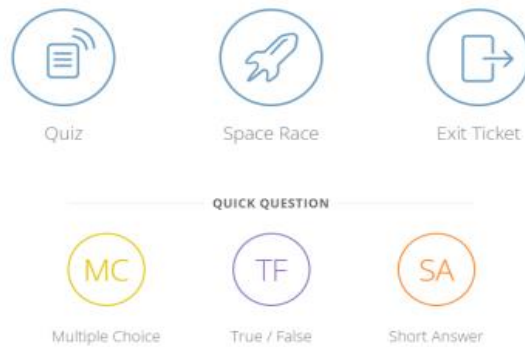 Quiz Space Race Exit Ticket
QUICK QUESTION
MC TF SA
Multiple Choice True / False Short Answer